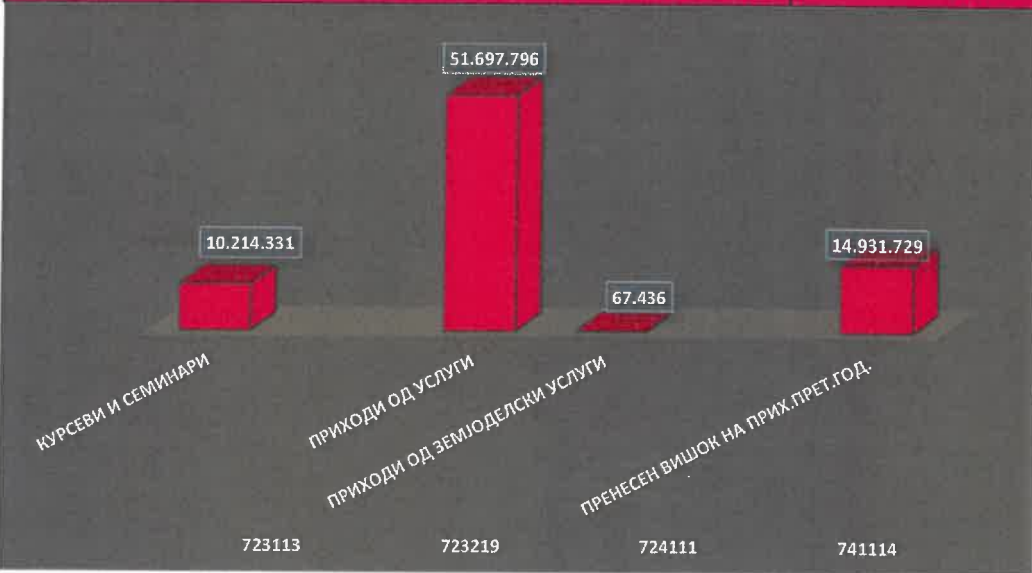 51.697.796
10.214.331
14.931.729
67.436
КУРСЕВИ И СЕМИНАРИ
ПРИХОДИ ОД УСЛУГИ
ПРИХОДИ ОД ЗЕМЈОДЕЛСКИ УСЛУГИ
ПРЕНЕСЕН ВИШОК НА ПРИХ.ПРЕТ.ГОД.
723113 723219 724111 741114